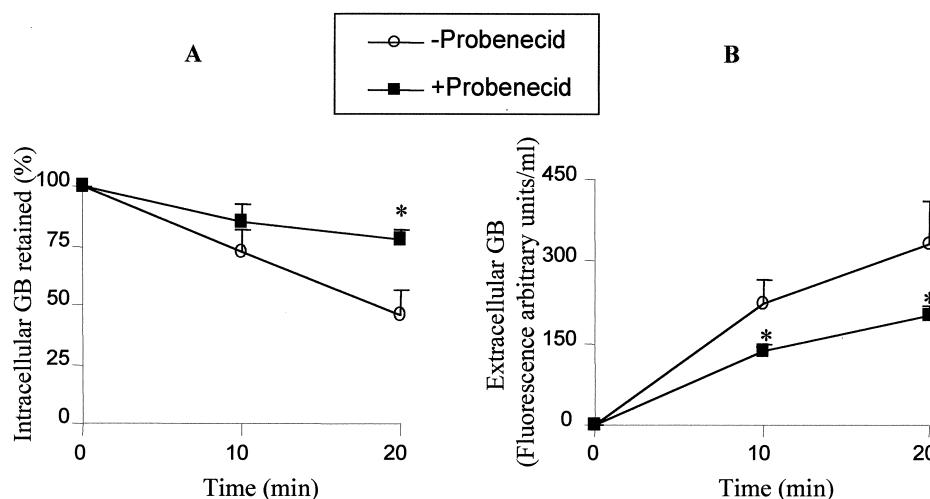 -Probenecid
+Probenecid
A
B
Intracellular GB retained (%)
100
75
50
25
0
*
0
10
20
Time (min)
Extracellular GB
(Fluorescence arbitrary units/ml)
450
300
150
0
*
*
0
10
20
Time (min)